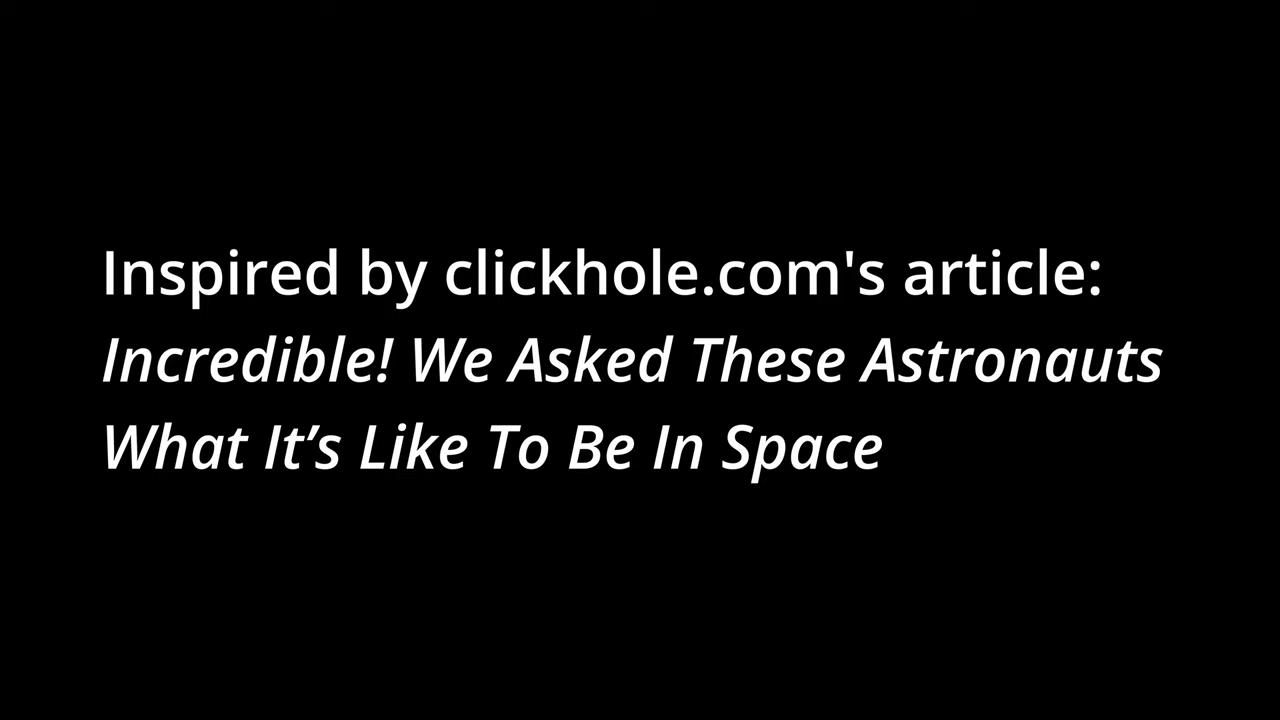 Inspired by clickhole.com's article:
Incredible! We Asked These Astronauts
What It’s Like To Be In Space